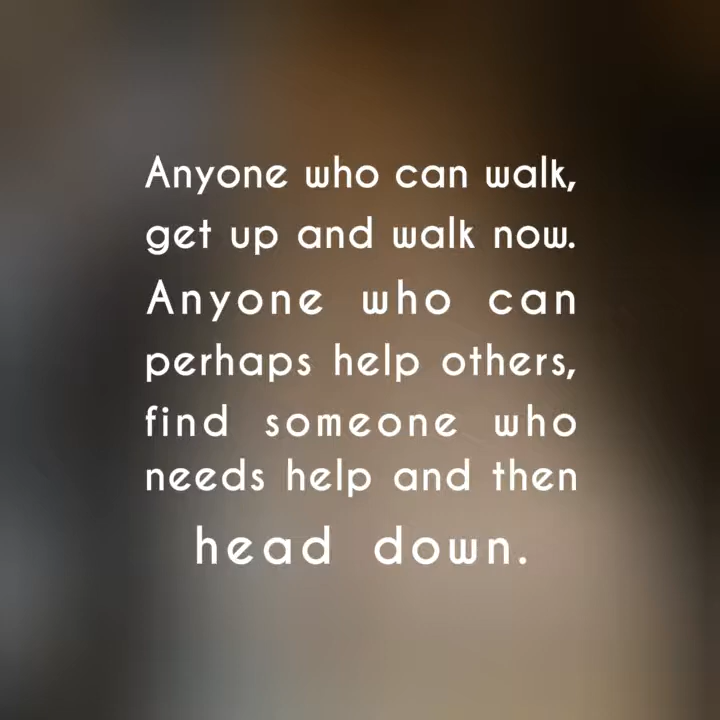 Anyone who can walk,
get up and walk now.
Anyone who can
perhaps help others,
find someone who
needs help and then
head down.